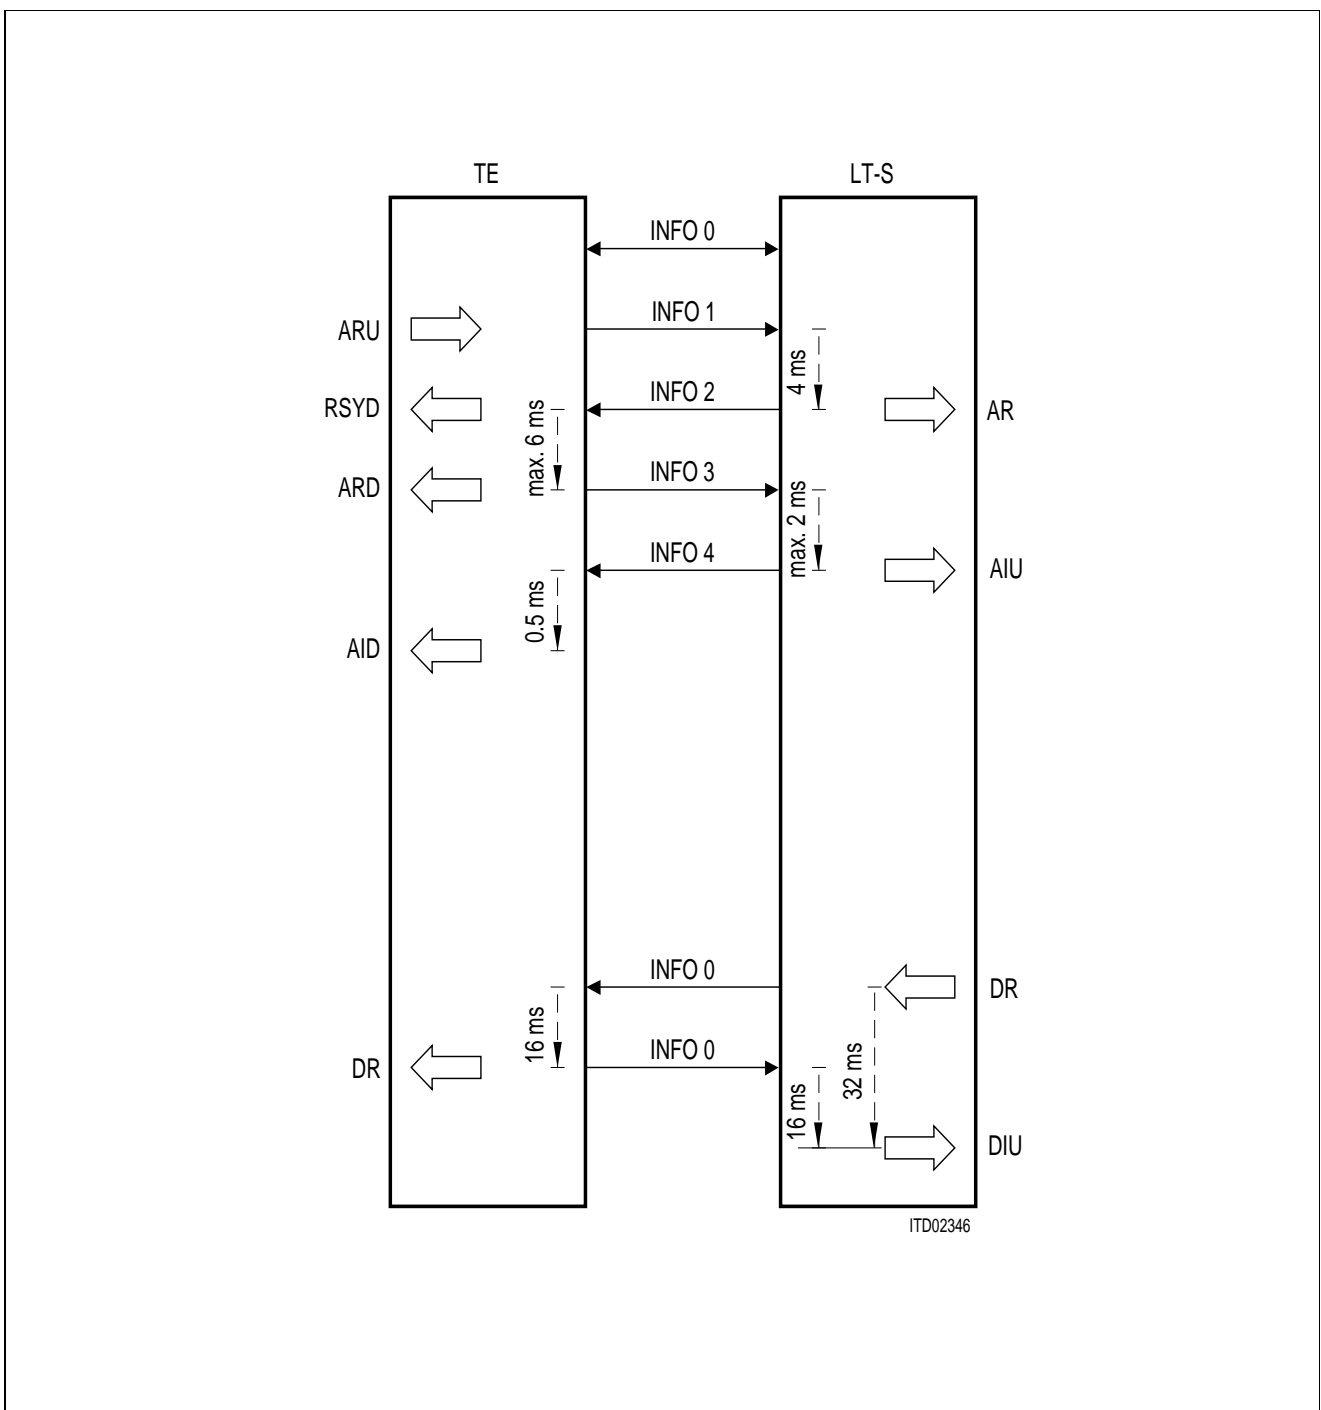 TE
LT-S
INFO 0
ARU
INFO 1
4 ms
RSYD
INFO 2
AR
max. 6 ms
ARD
INFO 3
max. 2 ms
INFO 4
AIU
0.5 ms
AID
INFO 0
DR
16 ms
DR
INFO 0
32 ms
16 ms
DIU
ITD02346